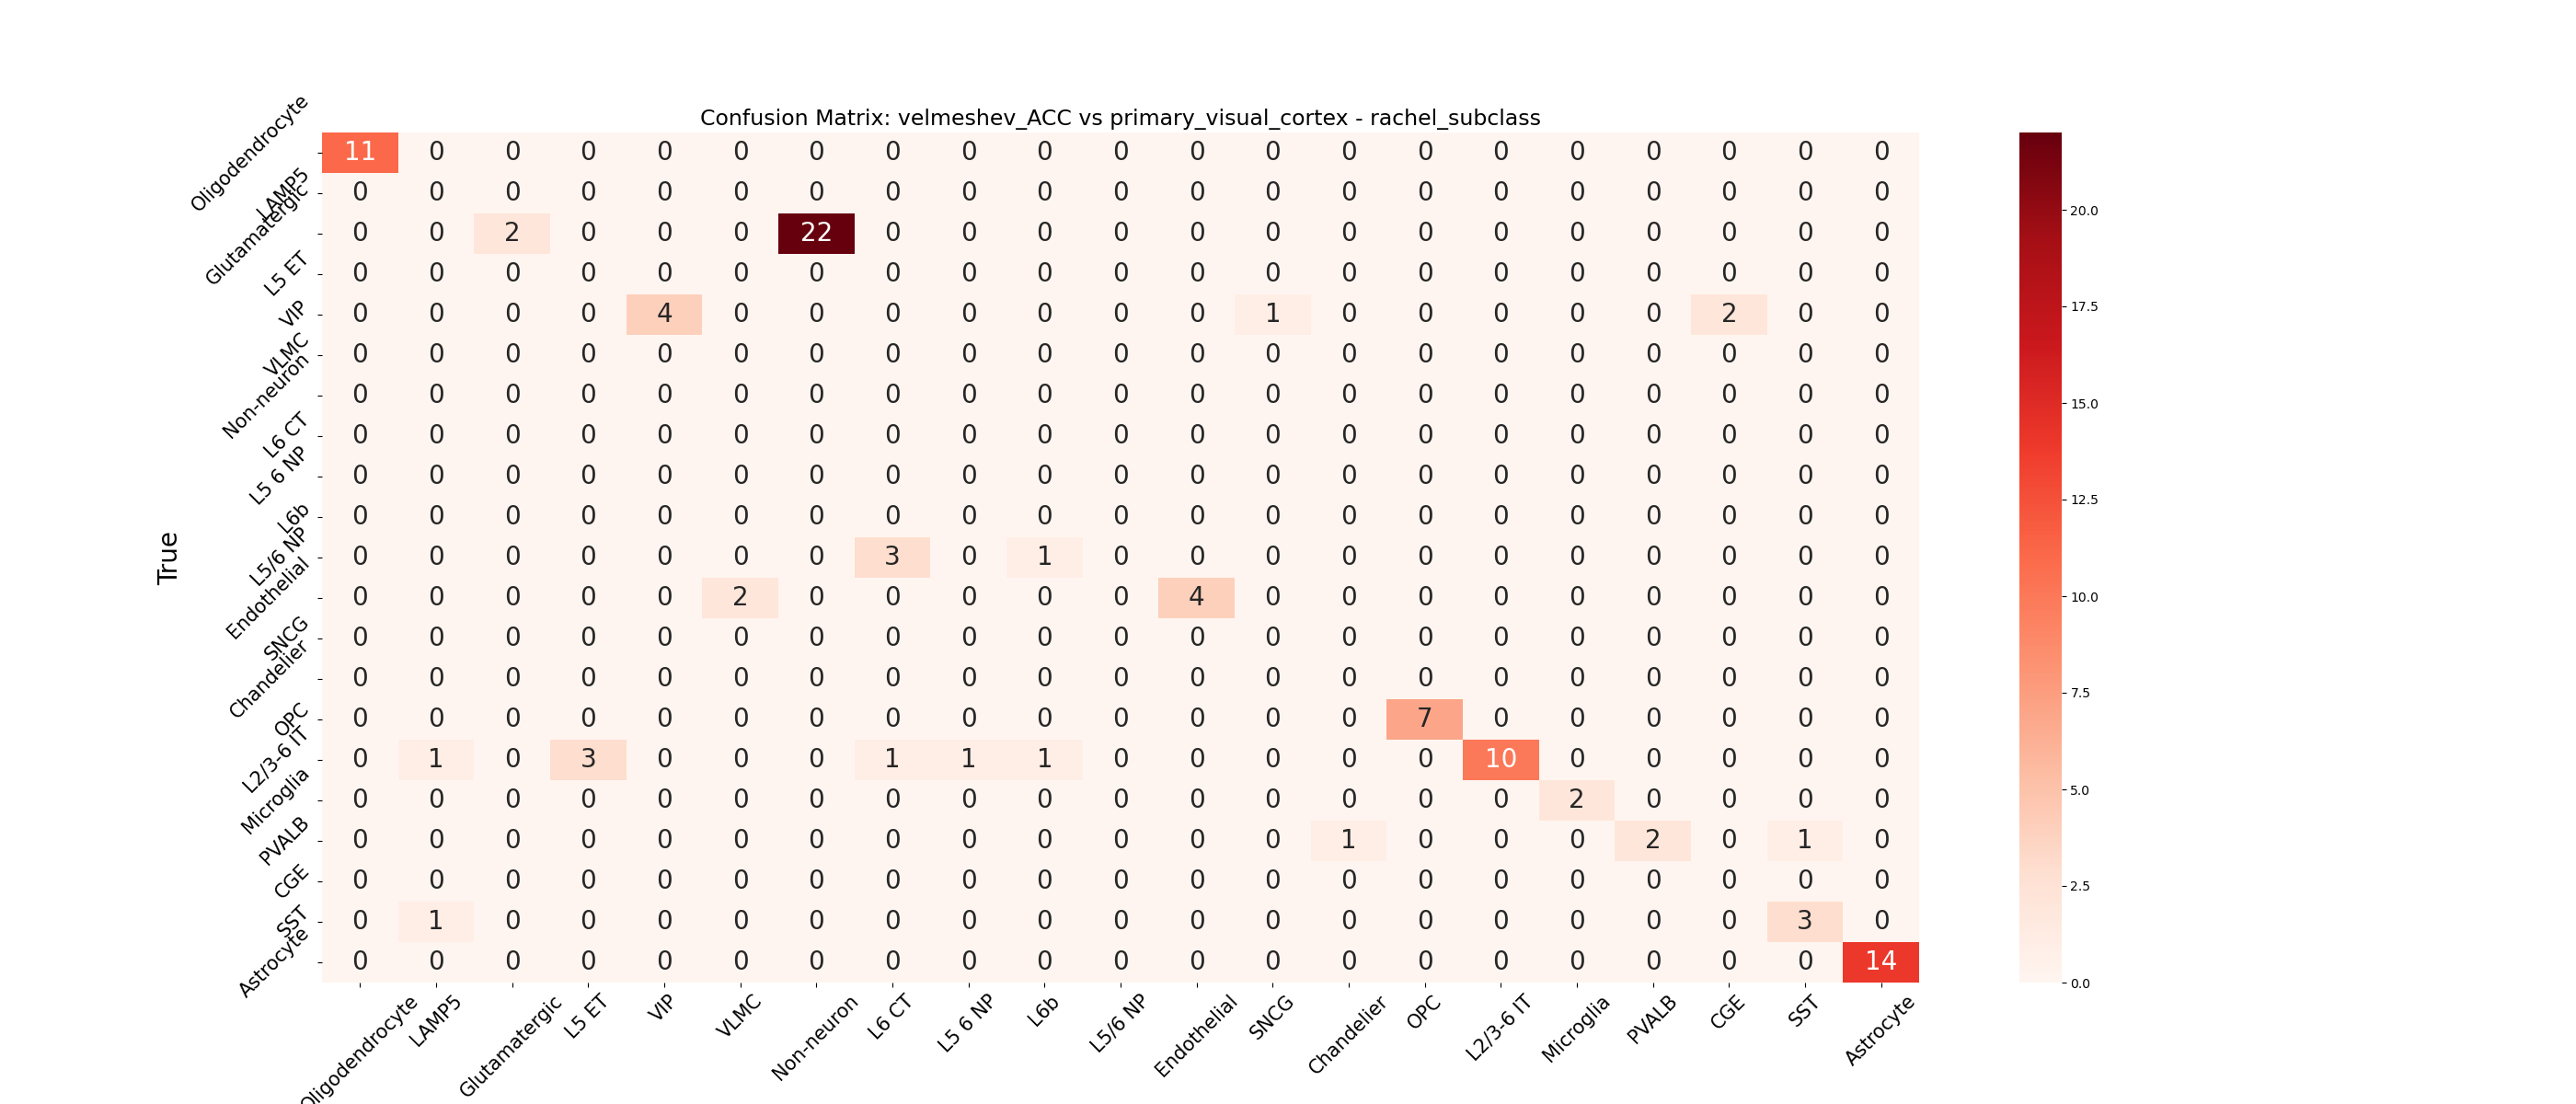 Confusion Matrix: velmeshev_ACC vs primary_visual_cortex - rachel_subclass
True
Oligodendrocyte 11 0 0 0 0 0 0 0 0 0 0 0 0 0 0 0 0 0 0 0 0
LAMP5 0 0 0 0 0 0 0 0 0 0 0 0 0 0 0 0 0 0 0 0 0
Glutamatergic 0 0 2 0 0 0 22 0 0 0 0 0 0 0 0 0 0 0 0 0 0
L5 ET 0 0 0 0 0 0 0 0 0 0 0 0 0 0 0 0 0 0 0 0 0
VIP 0 0 0 0 4 0 0 0 0 0 0 0 1 0 0 0 0 0 2 0 0
VLMC 0 0 0 0 0 0 0 0 0 0 0 0 0 0 0 0 0 0 0 0 0
Non-neuron 0 0 0 0 0 0 0 0 0 0 0 0 0 0 0 0 0 0 0 0 0
L6 CT 0 0 0 0 0 0 0 0 0 0 0 0 0 0 0 0 0 0 0 0 0
L5 6 NP 0 0 0 0 0 0 0 0 0 0 0 0 0 0 0 0 0 0 0 0 0
L6b 0 0 0 0 0 0 0 0 0 0 0 0 0 0 0 0 0 0 0 0 0
L5/6 NP 0 0 0 0 0 0 0 3 0 1 0 0 0 0 0 0 0 0 0 0 0
Endothelial 0 0 0 0 0 2 0 0 0 0 0 4 0 0 0 0 0 0 0 0 0
SNCG 0 0 0 0 0 0 0 0 0 0 0 0 0 0 0 0 0 0 0 0 0
Chandelier 0 0 0 0 0 0 0 0 0 0 0 0 0 0 0 0 0 0 0 0 0
OPC 0 0 0 0 0 0 0 0 0 0 0 0 0 0 7 0 0 0 0 0 0
L2/3-6 IT 0 1 0 3 0 0 0 1 1 1 0 0 0 0 0 10 0 0 0 0 0
Microglia 0 0 0 0 0 0 0 0 0 0 0 0 0 0 0 0 2 0 0 0 0
PVALB 0 0 0 0 0 0 0 0 0 0 0 0 0 1 0 0 0 2 0 1 0
CGE 0 0 0 0 0 0 0 0 0 0 0 0 0 0 0 0 0 0 0 0 0
SST 0 1 0 0 0 0 0 0 0 0 0 0 0 0 0 0 0 0 0 3 0
Astrocyte 0 0 0 0 0 0 0 0 0 0 0 0 0 0 0 0 0 0 0 0 14
Oligodendrocyte LAMP5 Glutamatergic L5 ET VIP VLMC Non-neuron L6 CT L5 6 NP L6b L5/6 NP Endothelial SNCG Chandelier OPC L2/3-6 IT Microglia PVALB CGE SST Astrocyte
20.0
17.5
15.0
12.5
10.0
7.5
5.0
2.5
0.0